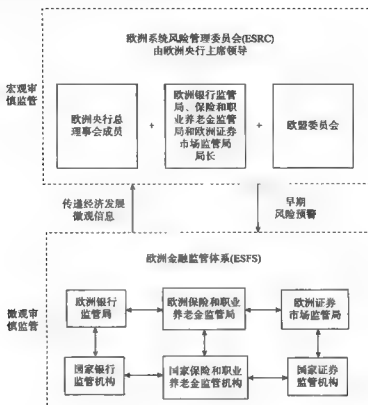 欧洲系统风险管理委员会(ESRC)
由欧洲央行主席领导
宏观审
慎监管
欧洲央行总
理事会成员
+
欧洲银行监管
局、保险和职
业养老金监管
局和欧洲证券
市场监管局
局长
+
欧盟委员会
传递经济发展
微观信息
早期
风险预警
欧洲金融监管体系(ESFS)
微观审
慎监管
欧洲银行
监管局
欧洲保险和职业
养老金监管局
欧洲证券
市场监管局
国家银行
监管机构
国家保险和职业
养老金监管机构
国家证券
监管机构